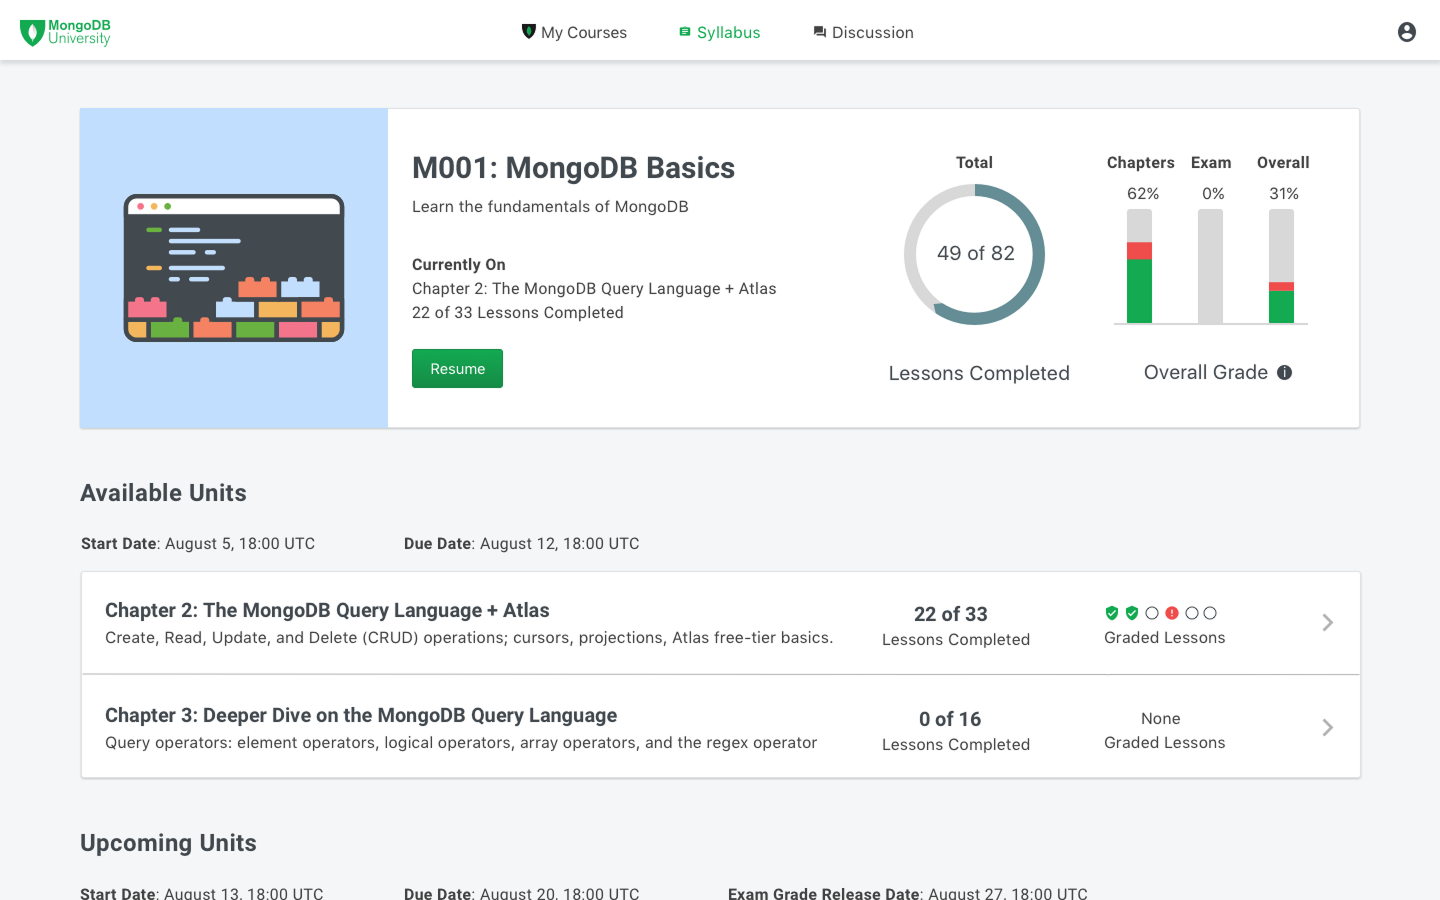 MongoDB
University
My Courses
Syllabus
Discussion
M001: MongoDB Basics
Learn the fundamentals of MongoDB
Currently On
Chapter 2: The MongoDB Query Language + Atlas
22 of 33 Lessons Completed
Resume
Total
49 of 82
Lessons Completed
Chapters Exam Overall
62% 0% 31%
Overall Grade
Available Units
Start Date: August 5, 18:00 UTC
Due Date: August 12, 18:00 UTC
Chapter 2: The MongoDB Query Language + Atlas
Create, Read, Update, and Delete (CRUD) operations; cursors, projections, Atlas free-tier basics.
22 of 33
Lessons Completed
Graded Lessons
Chapter 3: Deeper Dive on the MongoDB Query Language
Query operators: element operators, logical operators, array operators, and the regex operator
0 of 16
Lessons Completed
None
Graded Lessons
Upcoming Units
Start Date: August 13, 18:00 UTC
Due Date: August 20, 18:00 UTC
Exam Grade Release Date: August 27, 18:00 UTC